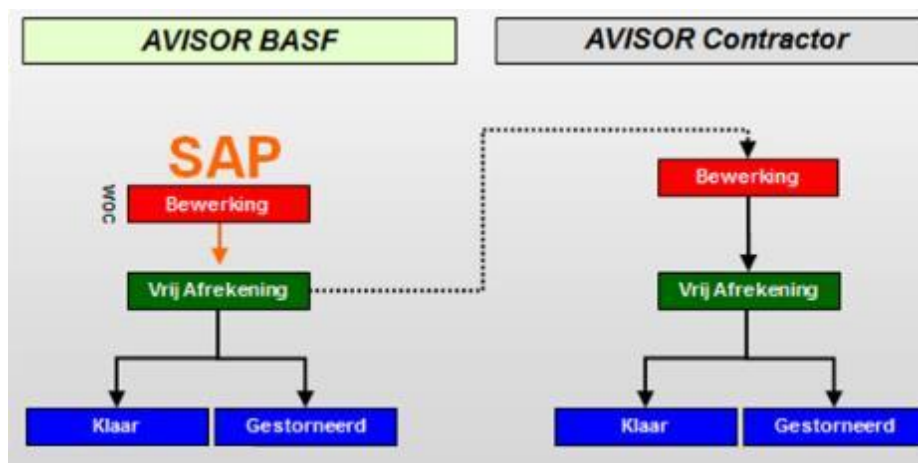 AVISOR BASF
AVISOR Contractor
SAP
WOC
Bewerking
Bewerking
Vrij Afrekening
Vrij Afrekening
Klaar
Gestorneerd
Klaar
Gestorneerd